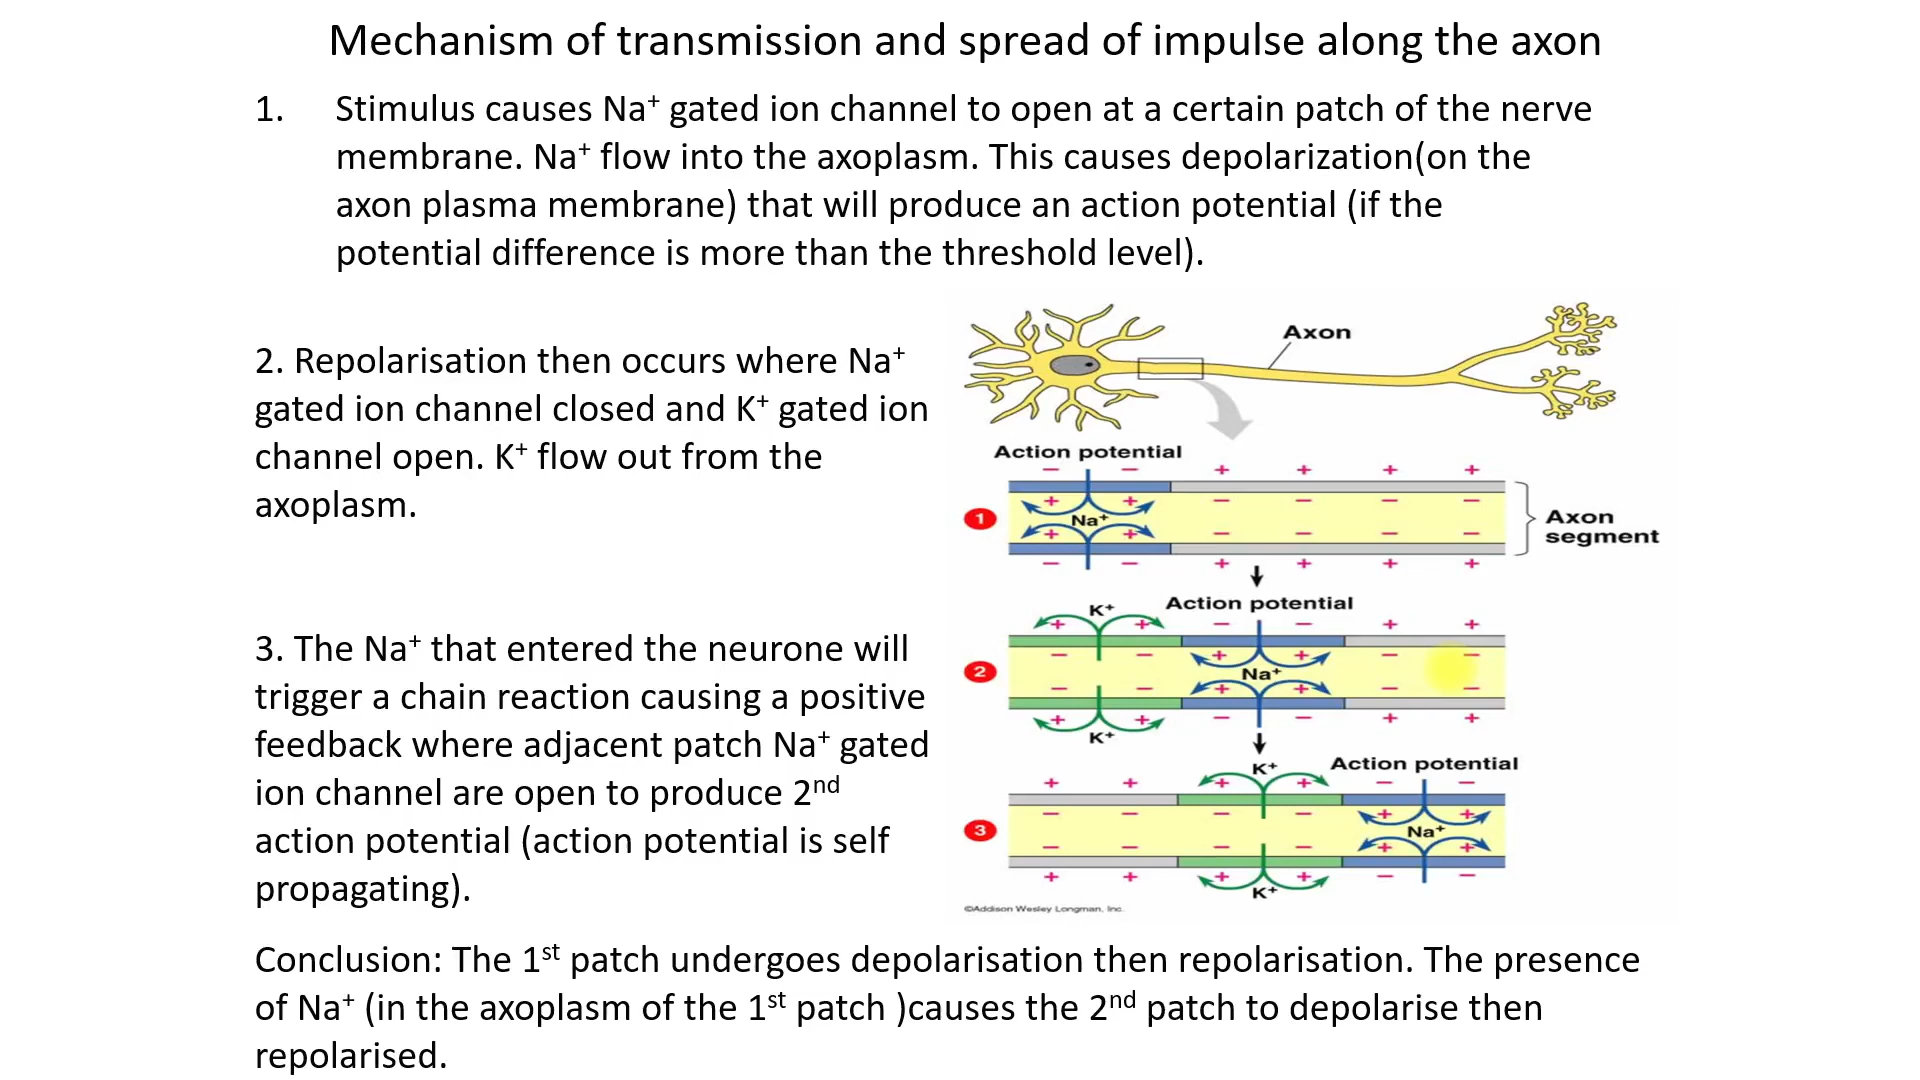 Mechanism of transmission and spread of impulse along the axon
1. Stimulus causes Na⁺ gated ion channel to open at a certain patch of the nerve
membrane. Na⁺ flow into the axoplasm. This causes depolarization(on the
axon plasma membrane) that will produce an action potential (if the
potential difference is more than the threshold level).
2. Repolarisation then occurs where Na⁺
gated ion channel closed and K⁺ gated ion
channel open. K⁺ flow out from the
axoplasm.
3. The Na⁺ that entered the neurone will
trigger a chain reaction causing a positive
feedback where adjacent patch Na⁺ gated
ion channel are open to produce 2ⁿᵈ
action potential (action potential is self
propagating).
Axon
Action potential
− − + + + +
+ + − − − −
1 Na⁺
Axon
segment
+ + − − − −
− − + + + +
K⁺ Action potential
+ + − − + +
− − + + − −
2 Na⁺
− − + + − −
+ + − − + +
K⁺
K⁺ Action potential
+ + + + − −
− − − − + +
3 Na⁺
− − − − + +
+ + + + − −
K⁺
©Addison Wesley Longman, Inc.
Conclusion: The 1ˢᵗ patch undergoes depolarisation then repolarisation. The presence
of Na⁺ (in the axoplasm of the 1ˢᵗ patch )causes the 2ⁿᵈ patch to depolarise then
repolarised.